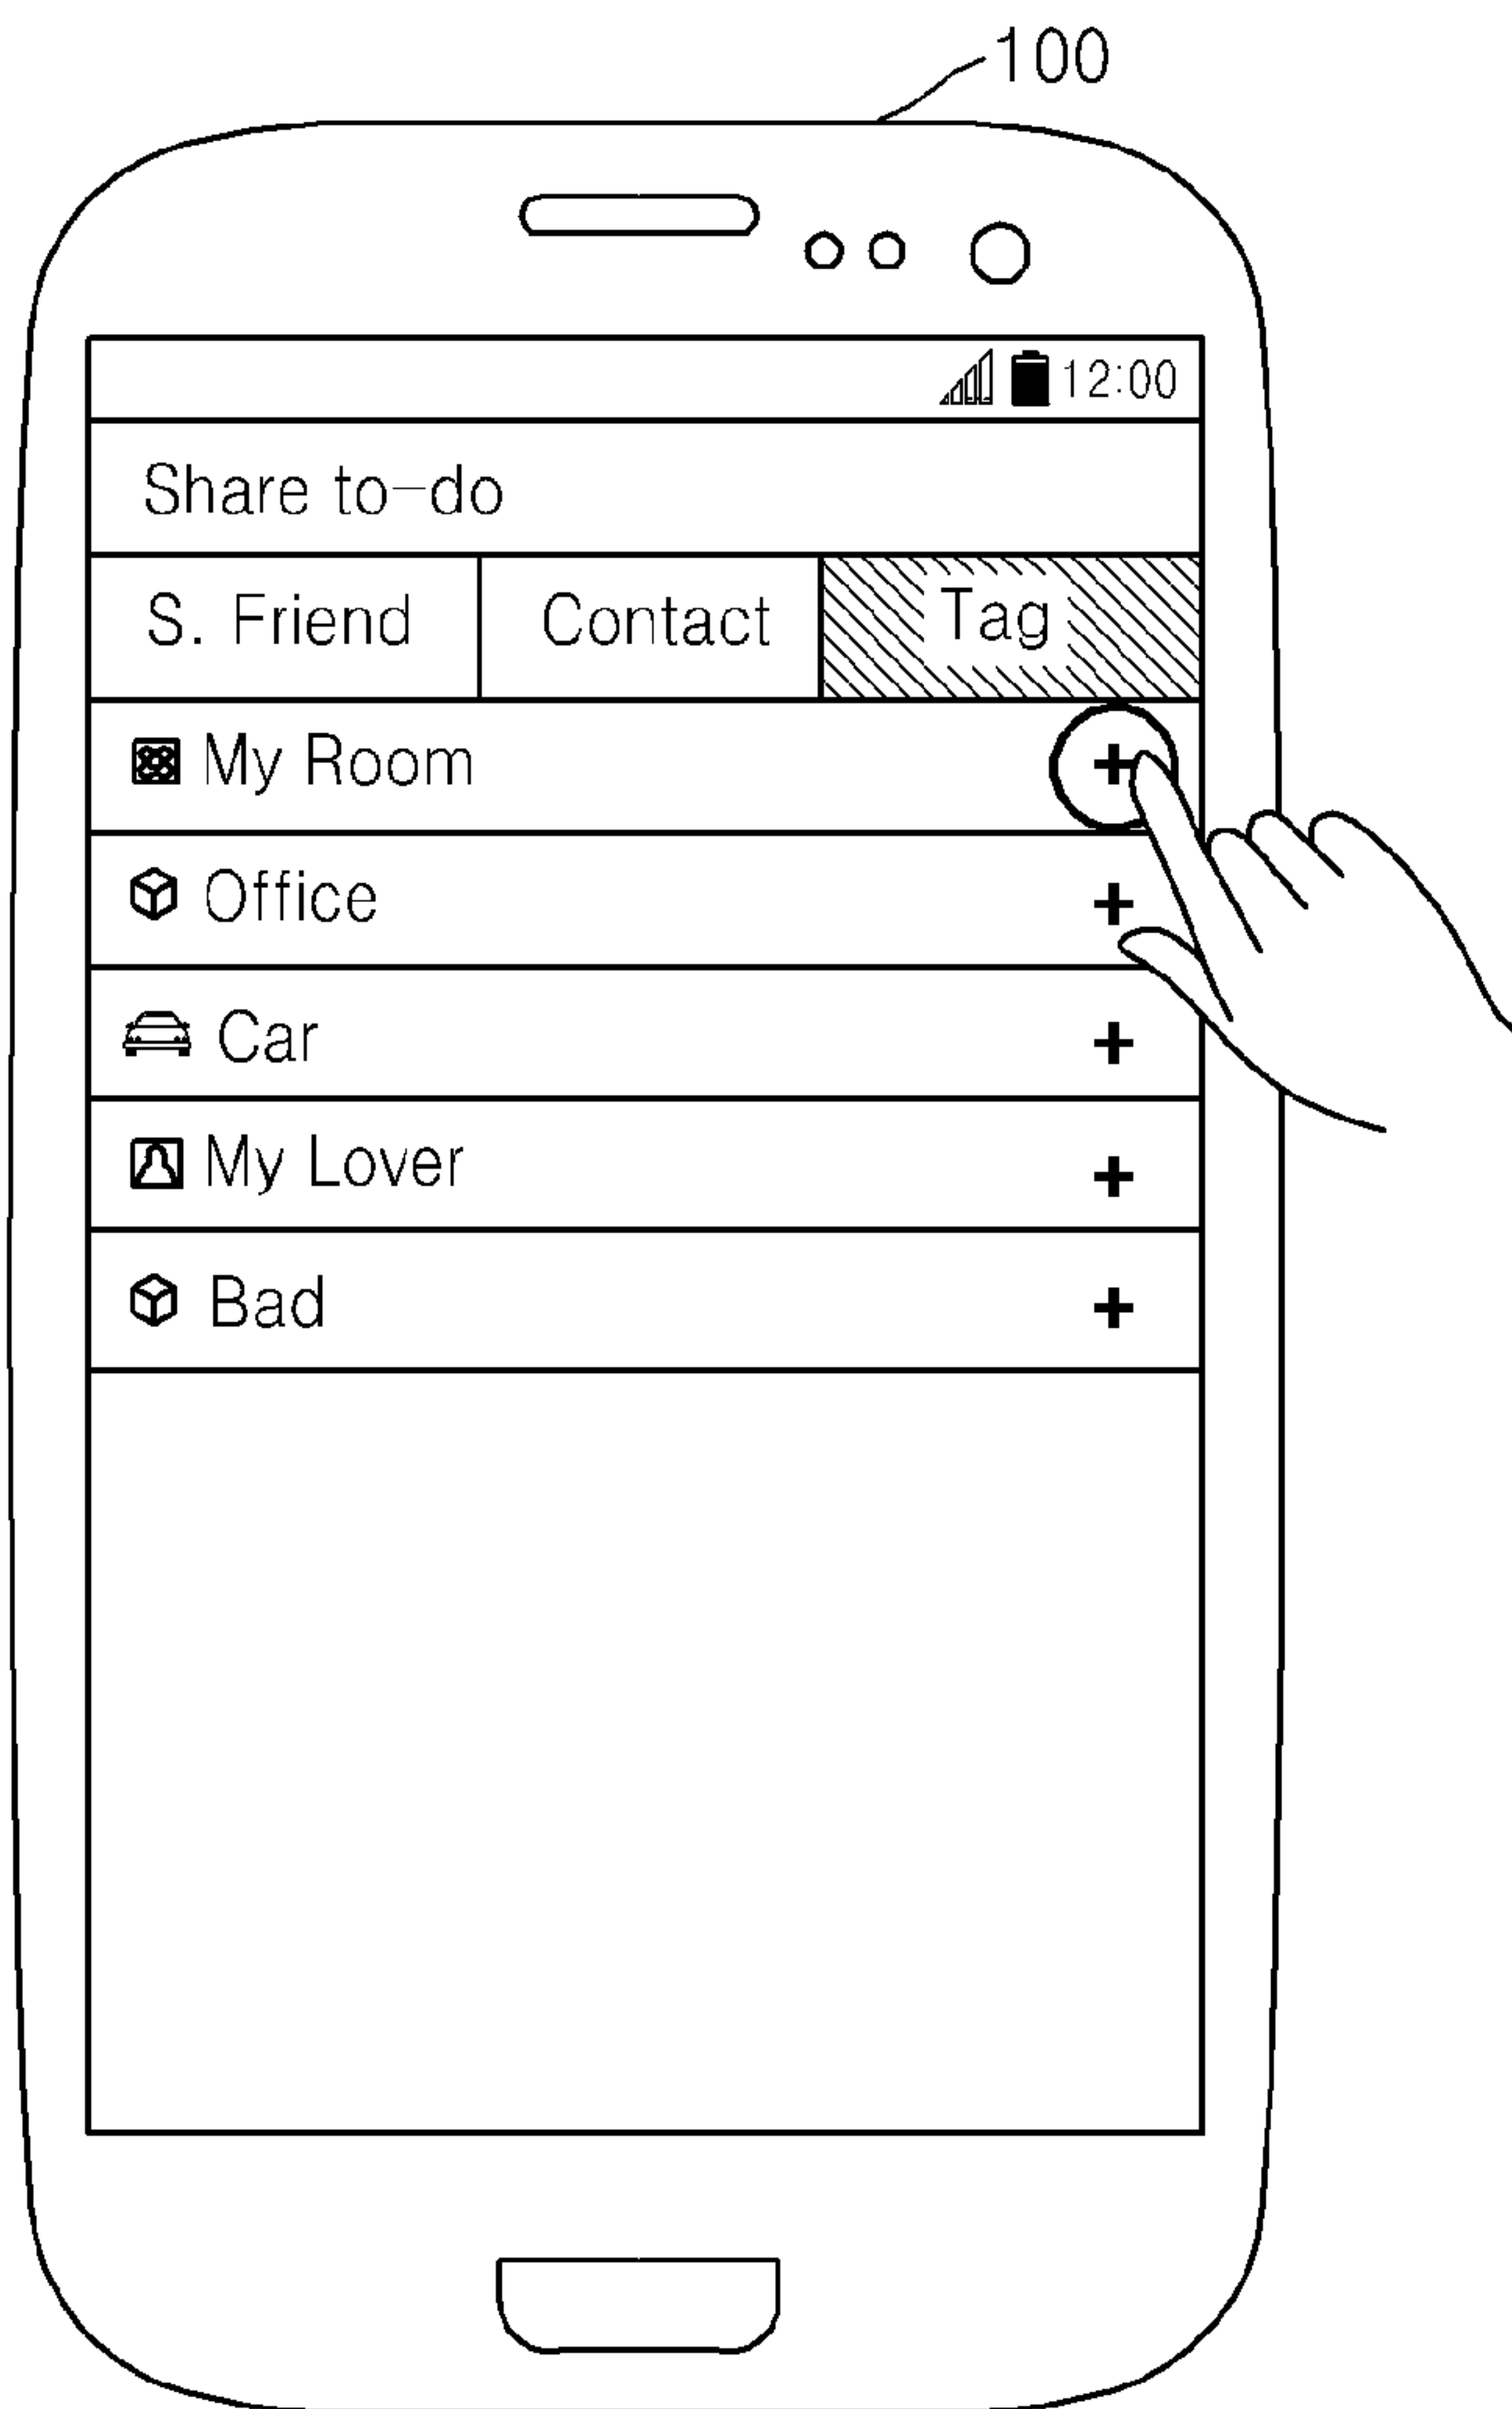 100
12:00
Share to-do
S. Friend Contact Tag
My Room +
Office +
Car +
My Lover +
Bad +